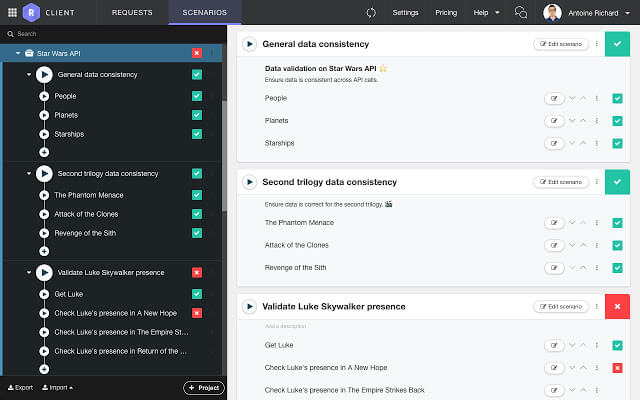 R CLIENT REQUESTS SCENARIOS Settings Pricing Help Antoine Richard
Search
Star Wars API
General data consistency
People
Planets
Starships
Second trilogy data consistency
The Phantom Menace
Attack of the Clones
Revenge of the Sith
Validate Luke Skywalker presence
Get Luke
Check Luke's presence in A New Hope
Check Luke's presence in The Empire St...
Check Luke's presence in Return of the ...
Export Import + Project
General data consistency Edit scenario
Data validation on Star Wars API ⭐
Ensure data is consistent across API calls.
People
Planets
Starships
Second trilogy data consistency Edit scenario
Ensure data is correct for the second trilogy. 🎬
The Phantom Menace
Attack of the Clones
Revenge of the Sith
Validate Luke Skywalker presence Edit scenario
Add a description
Get Luke
Check Luke's presence in A New Hope
Check Luke's presence in The Empire Strikes Back